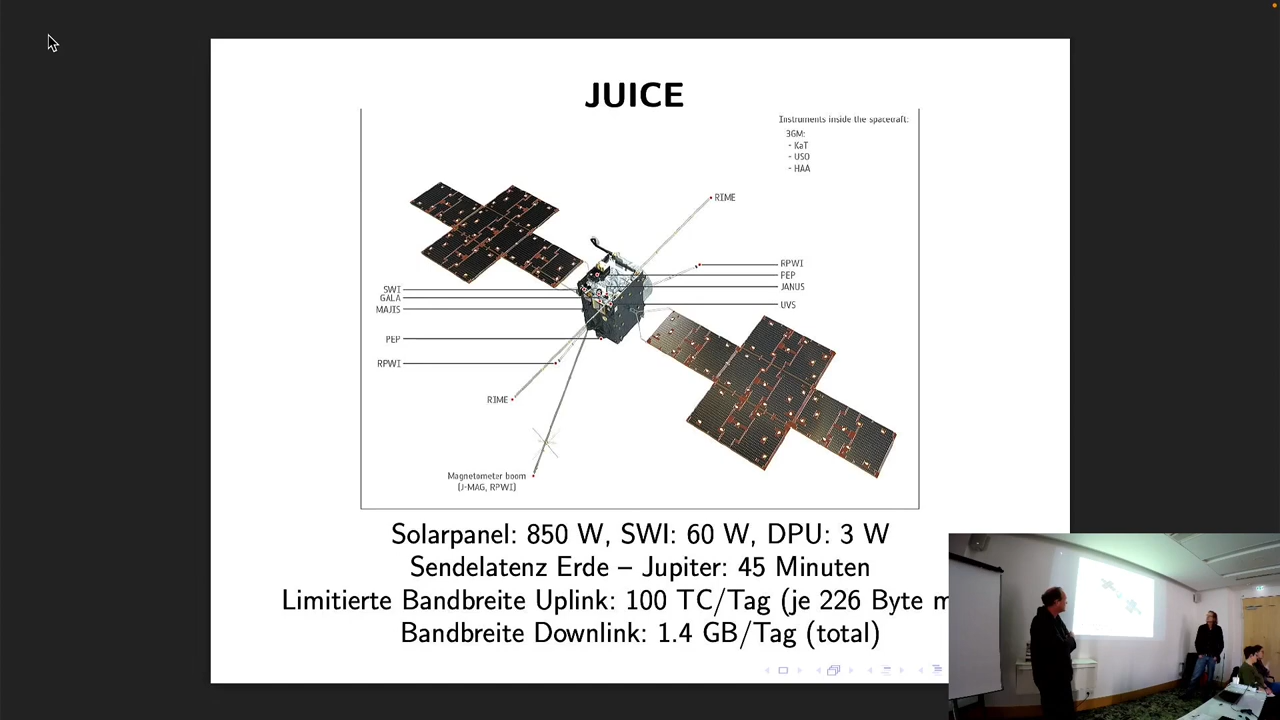 JUICE
Instruments inside the spacecraft:
3GM:
- KaT
- USO
- HAA
RIME
RPWI
PEP
JANUS
UVS
SWI
GALA
MAJIS
PEP
RPWI
RIME
Magnetometer boom
(J-MAG, RPWI)
Solarpanel: 850 W, SWI: 60 W, DPU: 3 W
Sendelatenz Erde – Jupiter: 45 Minuten
Limitierte Bandbreite Uplink: 100 TC/Tag (je 226 Byte m
Bandbreite Downlink: 1.4 GB/Tag (total)